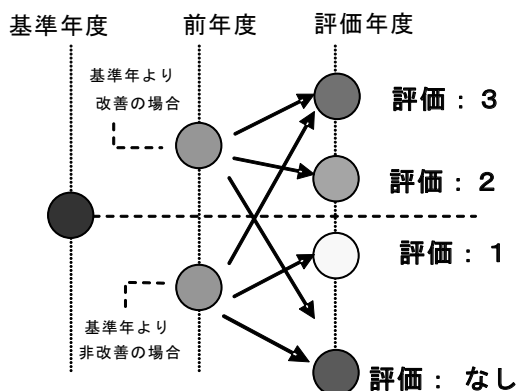 基準年度
前年度
評価年度
基準年より
改善の場合
評価：3
評価：2
評価：1
基準年より
非改善の場合
評価：なし